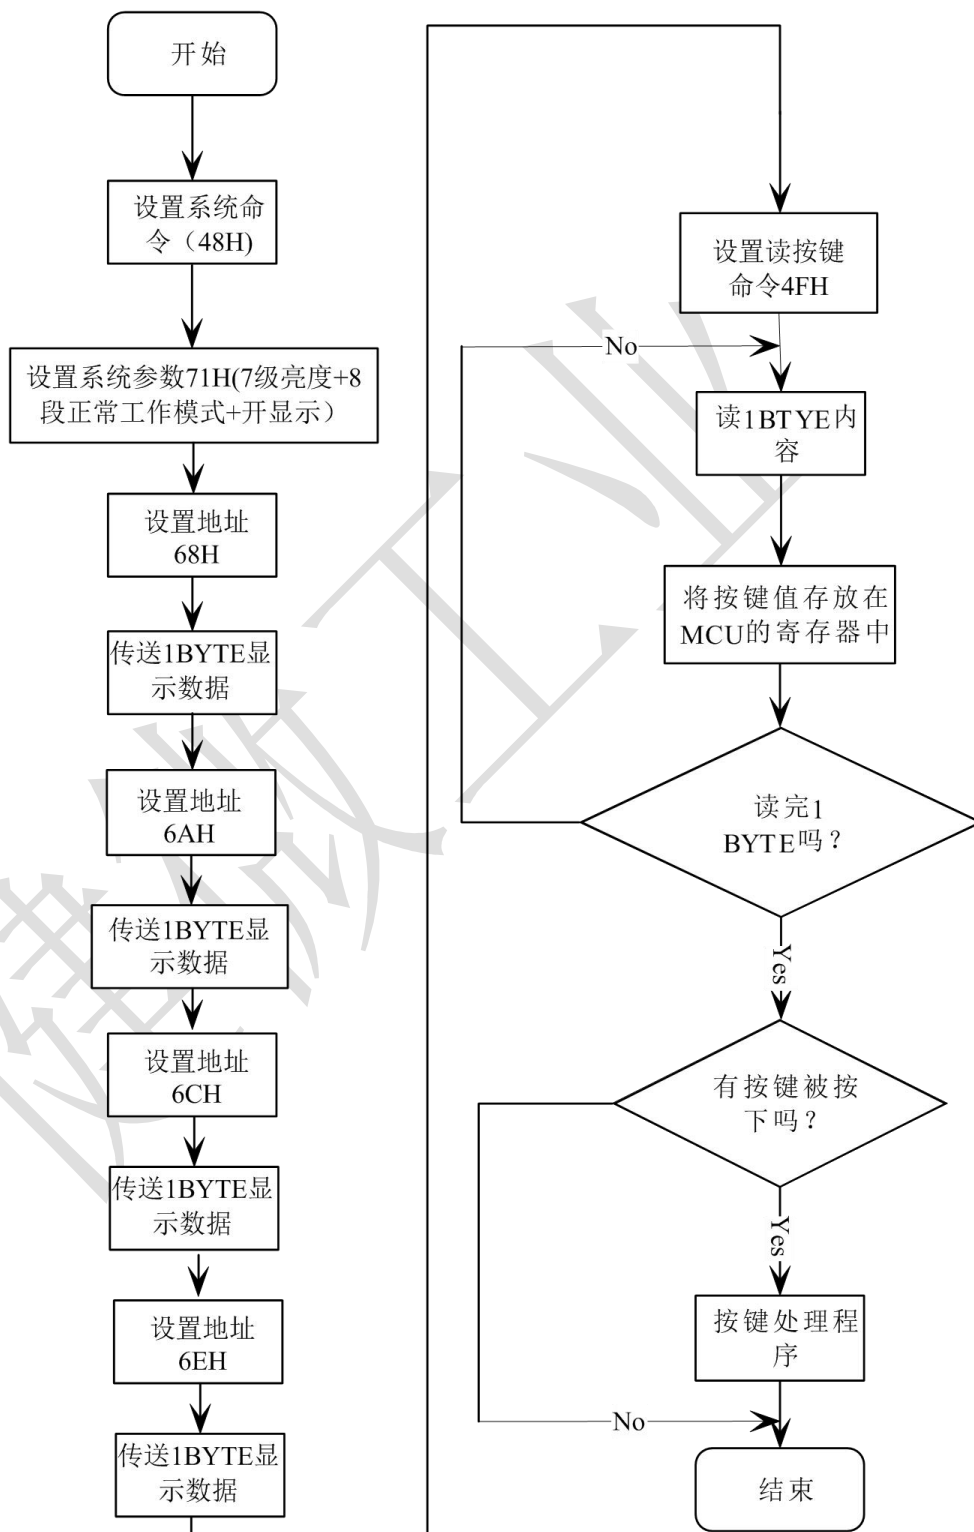 开始
设置系统命
令（48H)
设置系统参数71H(7级亮度+8
段正常工作模式+开显示）
设置地址
68H
传送1BYTE显
示数据
设置地址
6AH
传送1BYTE显
示数据
设置地址
6CH
传送1BYTE显
示数据
设置地址
6EH
传送1BYTE显
示数据
设置读按键
命令4FH
No
读1BTYE内
容
将按键值存放在
MCU的寄存器中
读完1
BYTE吗？
Yes
有按键被按
下吗？
Yes
按键处理程
序
No
结束